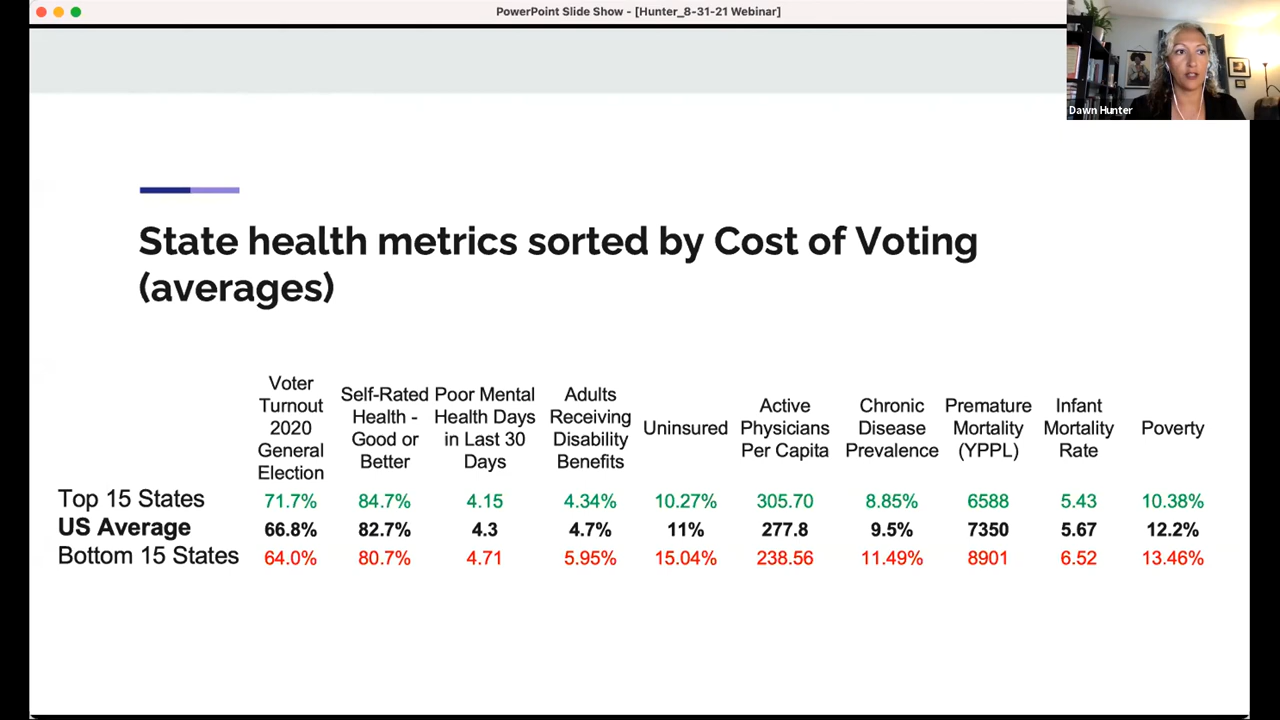 PowerPoint Slide Show - [Hunter_8-31-21 Webinar]
Dawn Hunter
State health metrics sorted by Cost of Voting
(averages)
Voter
Turnout
2020
General
Election
Self-Rated
Health -
Good or
Better
Poor Mental
Health Days
in Last 30
Days
Adults
Receiving
Disability
Benefits
Uninsured
Active
Physicians
Per Capita
Chronic
Disease
Prevalence
Premature
Mortality
(YPPL)
Infant
Mortality
Rate
Poverty
Top 15 States 71.7% 84.7% 4.15 4.34% 10.27% 305.70 8.85% 6588 5.43 10.38%
US Average 66.8% 82.7% 4.3 4.7% 11% 277.8 9.5% 7350 5.67 12.2%
Bottom 15 States 64.0% 80.7% 4.71 5.95% 15.04% 238.56 11.49% 8901 6.52 13.46%